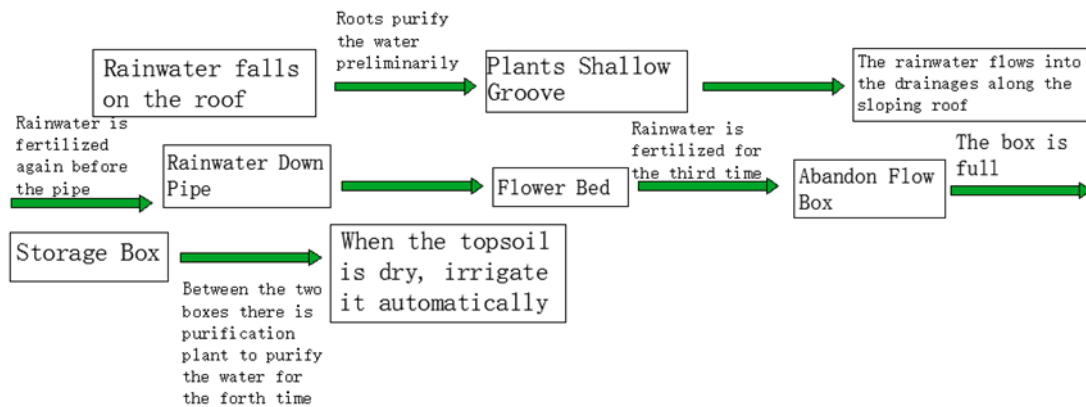 Rainwater falls
on the roof
Roots purify
the water
preliminarily
Plants Shallow
Groove
The rainwater flows into
the drainages along the
sloping roof
Rainwater is
fertilized
again before
the pipe
Rainwater Down
Pipe
Flower Bed
Rainwater is
fertilized for
the third time
Abandon Flow
Box
The box is
full
Storage Box
Between the two
boxes there is
purification
plant to purify
the water for
the forth time
When the topsoil
is dry, irrigate
it automatically